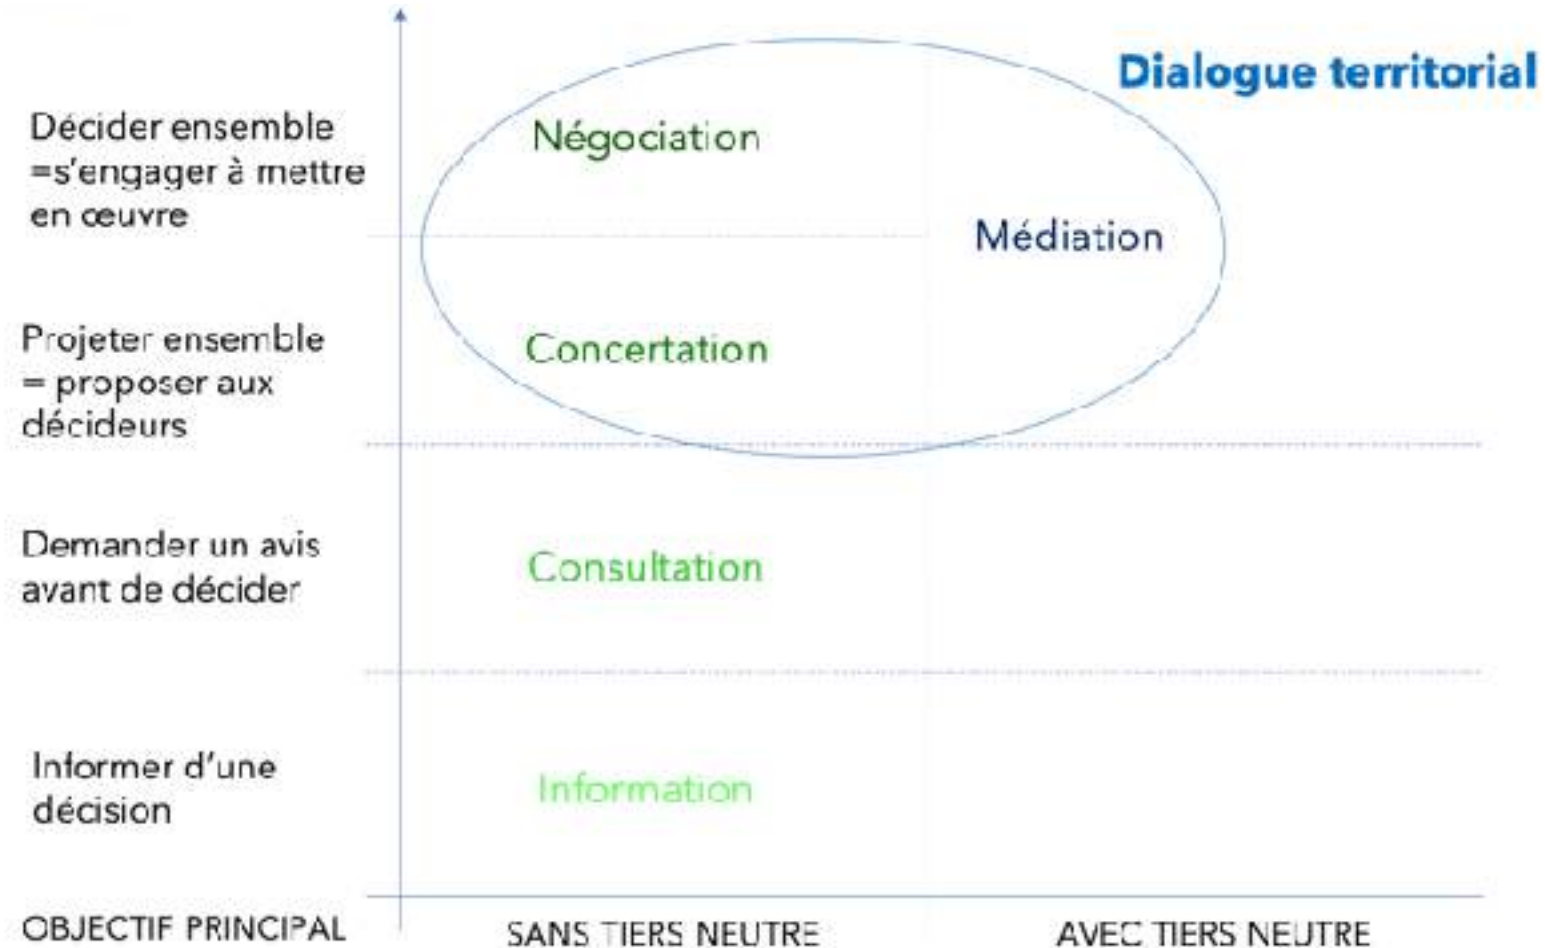 Dialogue territorial
Décider ensemble
=s'engager à mettre
en œuvre
Négociation
Médiation
Projeter ensemble
= proposer aux
décideurs
Concertation
Demander un avis
avant de décider
Consultation
Informer d'une
décision
Information
OBJECTIF PRINCIPAL
SANS TIERS NEUTRE
AVEC TIERS NEUTRE